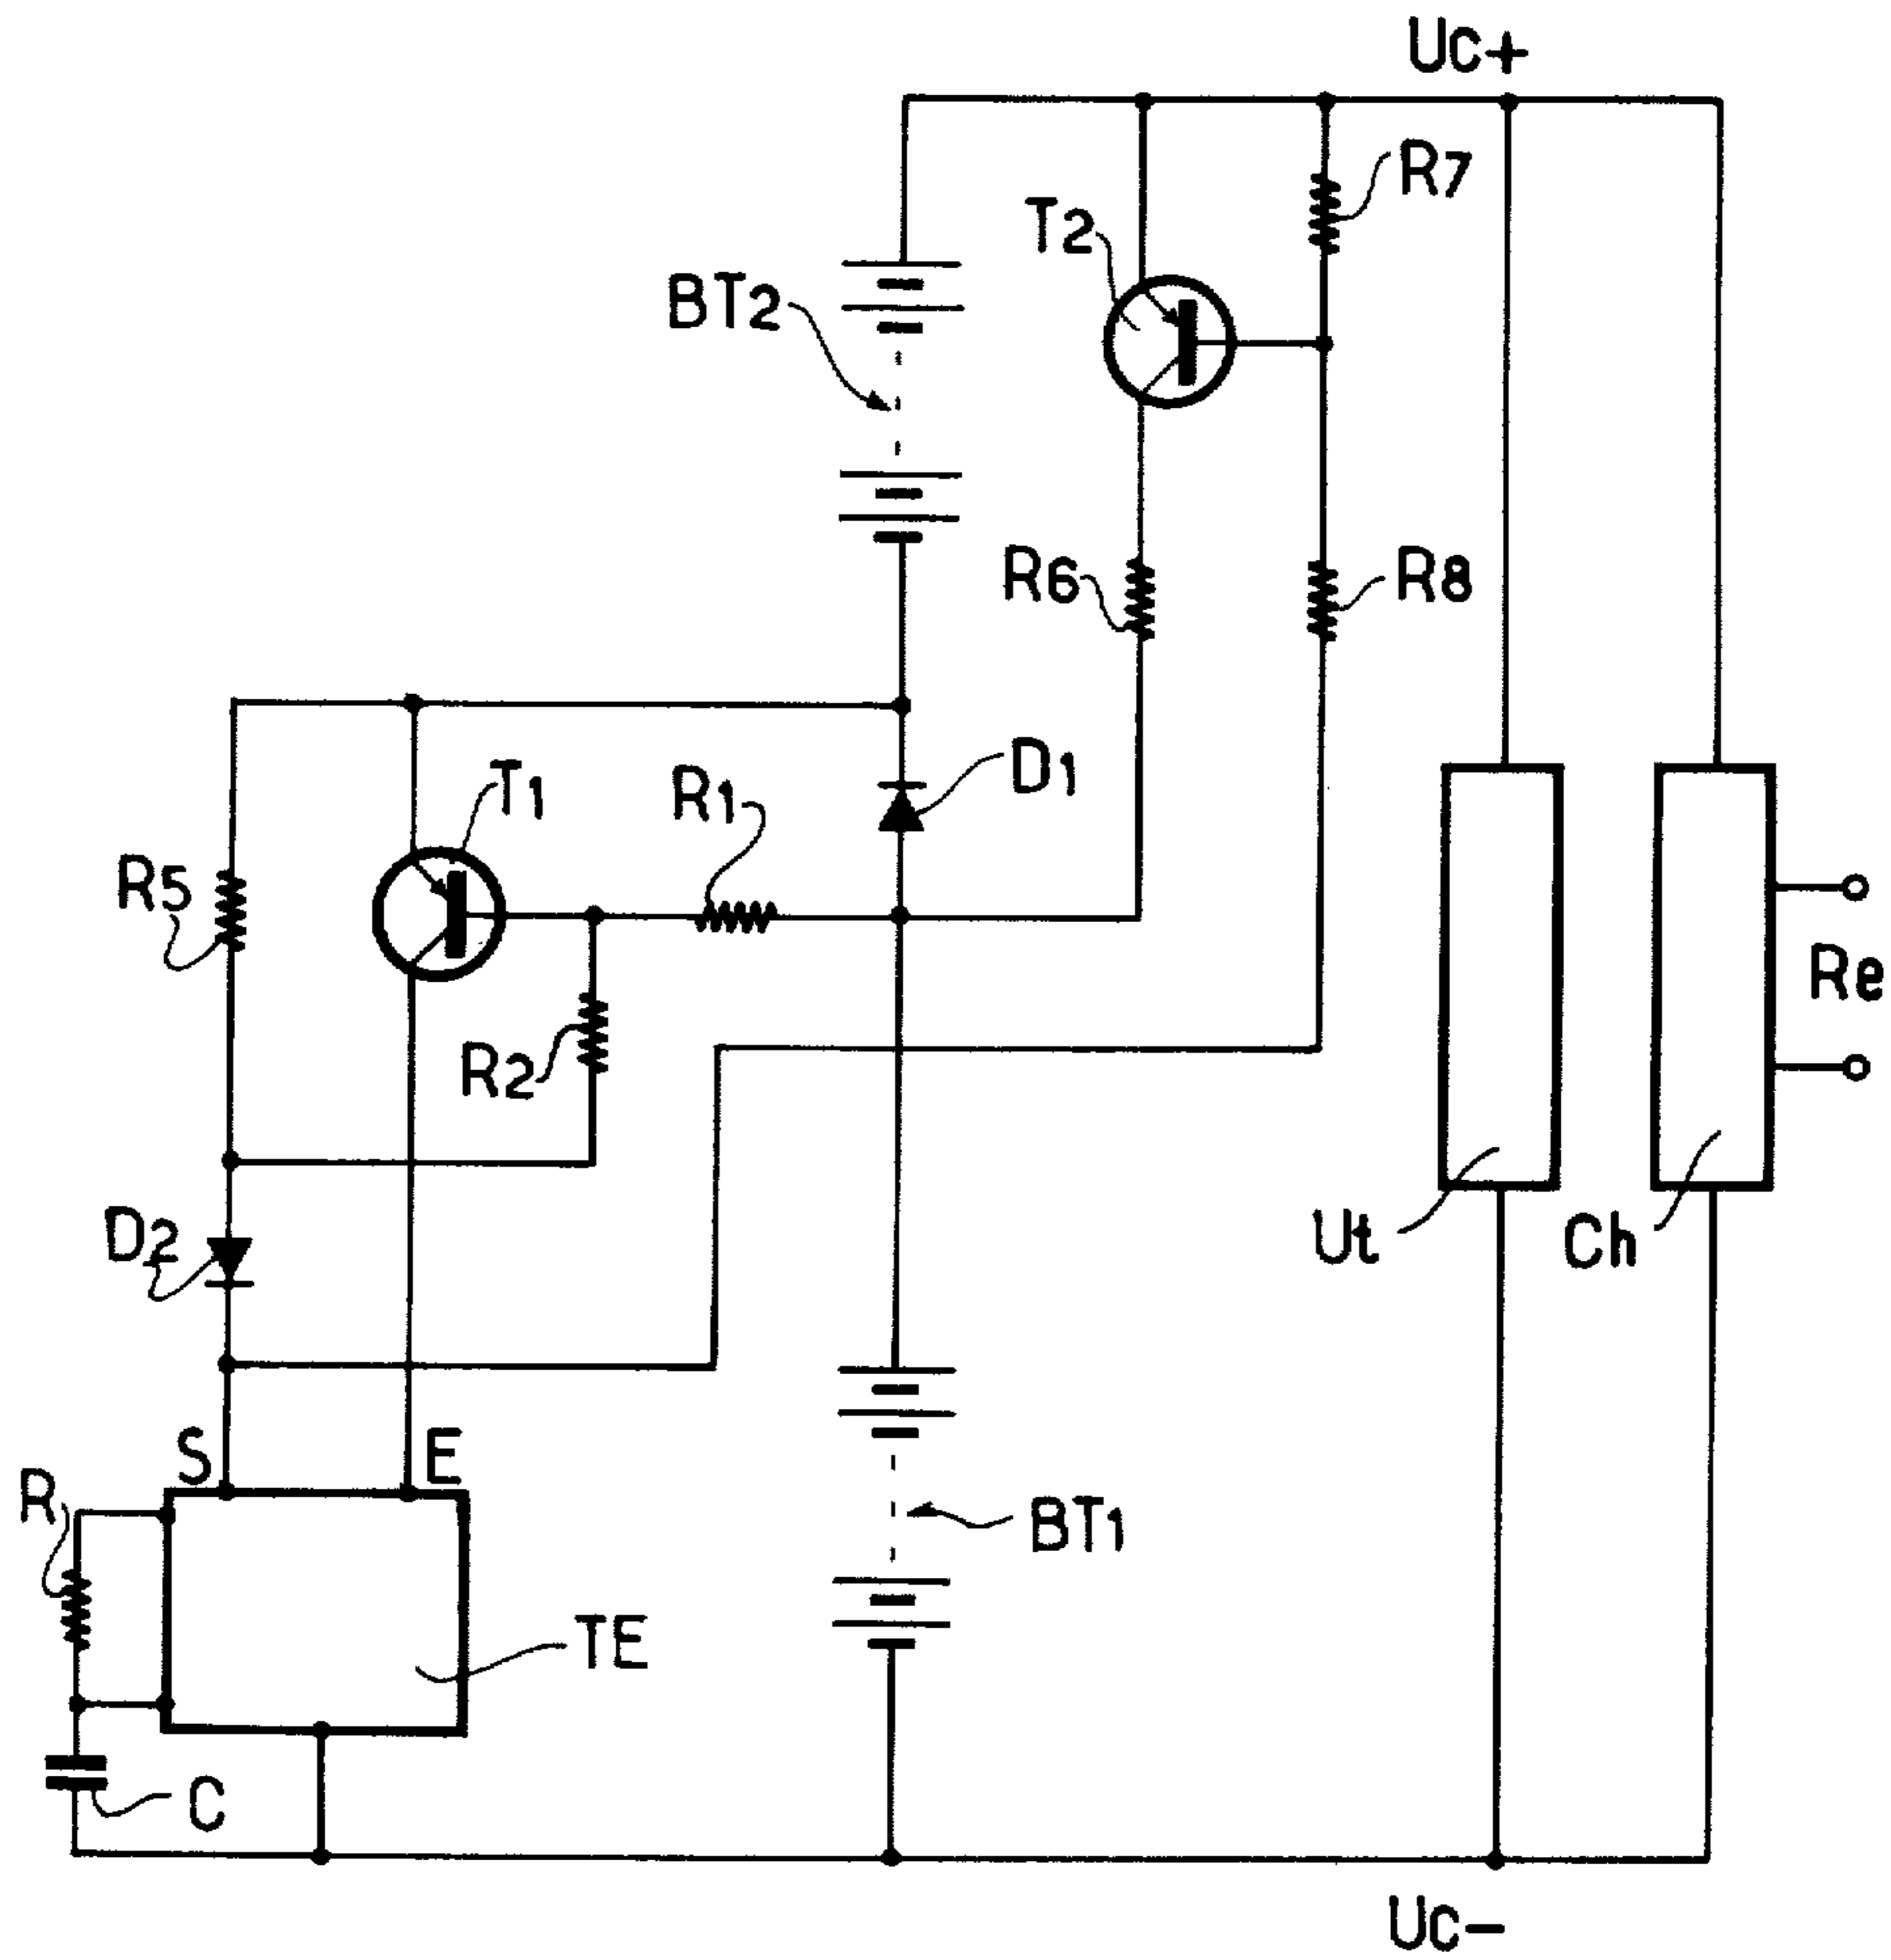 Uc+
R7
T2
BT2
R6
R8
D1
T1
R1
R5
Re
R2
D2
Ut
Ch
S
E
R
BT1
TE
C
Uc-